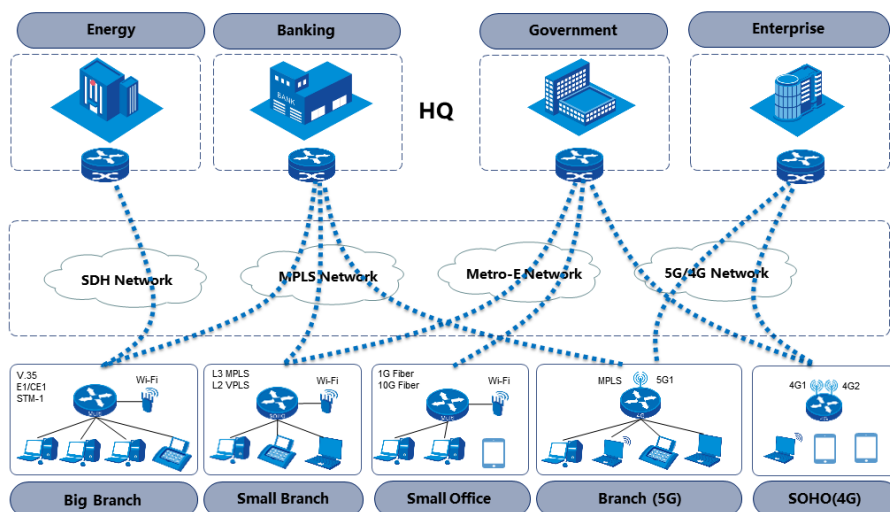 Energy
Banking
Government
Enterprise
BANK
HQ
SDH Network
MPLS Network
Metro-E Network
5G/4G Network
V.35
E1/CE1
STM-1
Wi-Fi
L3 MPLS
L2 VPLS
Wi-Fi
1G Fiber
10G Fiber
Wi-Fi
MPLS
5G1
4G1
4G2
4G
Big Branch
Small Branch
Small Office
Branch (5G)
SOHO(4G)